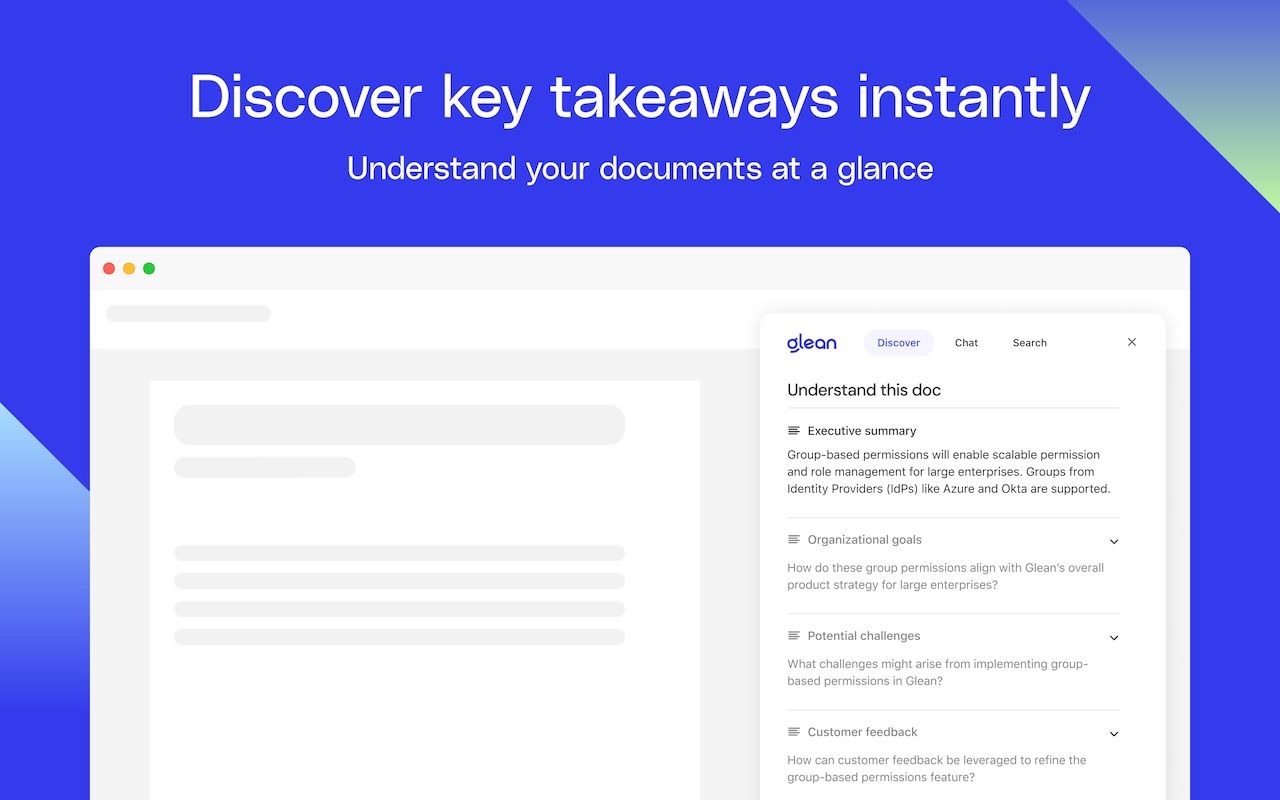 Discover key takeaways instantly
Understand your documents at a glance
glean
Discover
Chat
Search
Understand this doc
Executive summary
Group-based permissions will enable scalable permission
and role management for large enterprises. Groups from
Identity Providers (IdPs) like Azure and Okta are supported.
Organizational goals
How do these group permissions align with Glean’s overall
product strategy for large enterprises?
Potential challenges
What challenges might arise from implementing group-
based permissions in Glean?
Customer feedback
How can customer feedback be leveraged to refine the
group-based permissions feature?